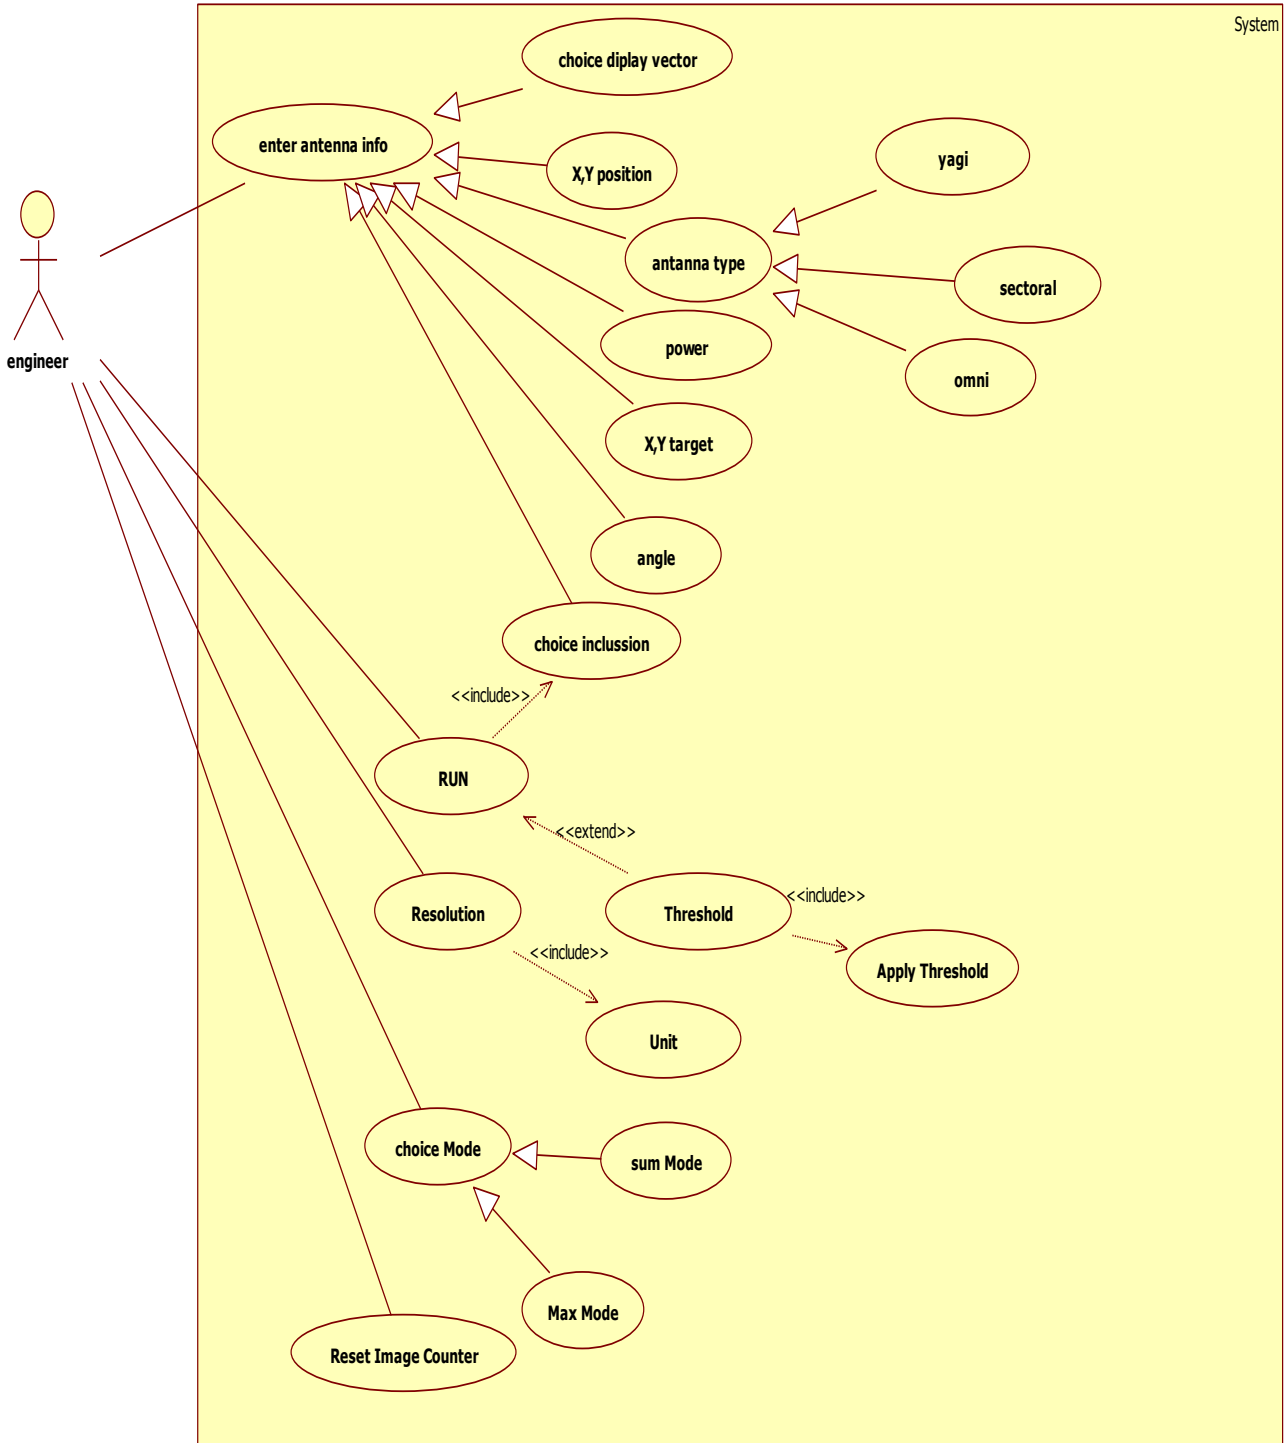 System
choice diplay vector
enter antenna info
yagi
X,Y position
antanna type
sectoral
power
engineer
omni
X,Y target
angle
choice inclussion
<<include>>
RUN
<<extend>>
<<include>>
Resolution
Threshold
<<include>>
Apply Threshold
Unit
choice Mode
sum Mode
Max Mode
Reset Image Counter